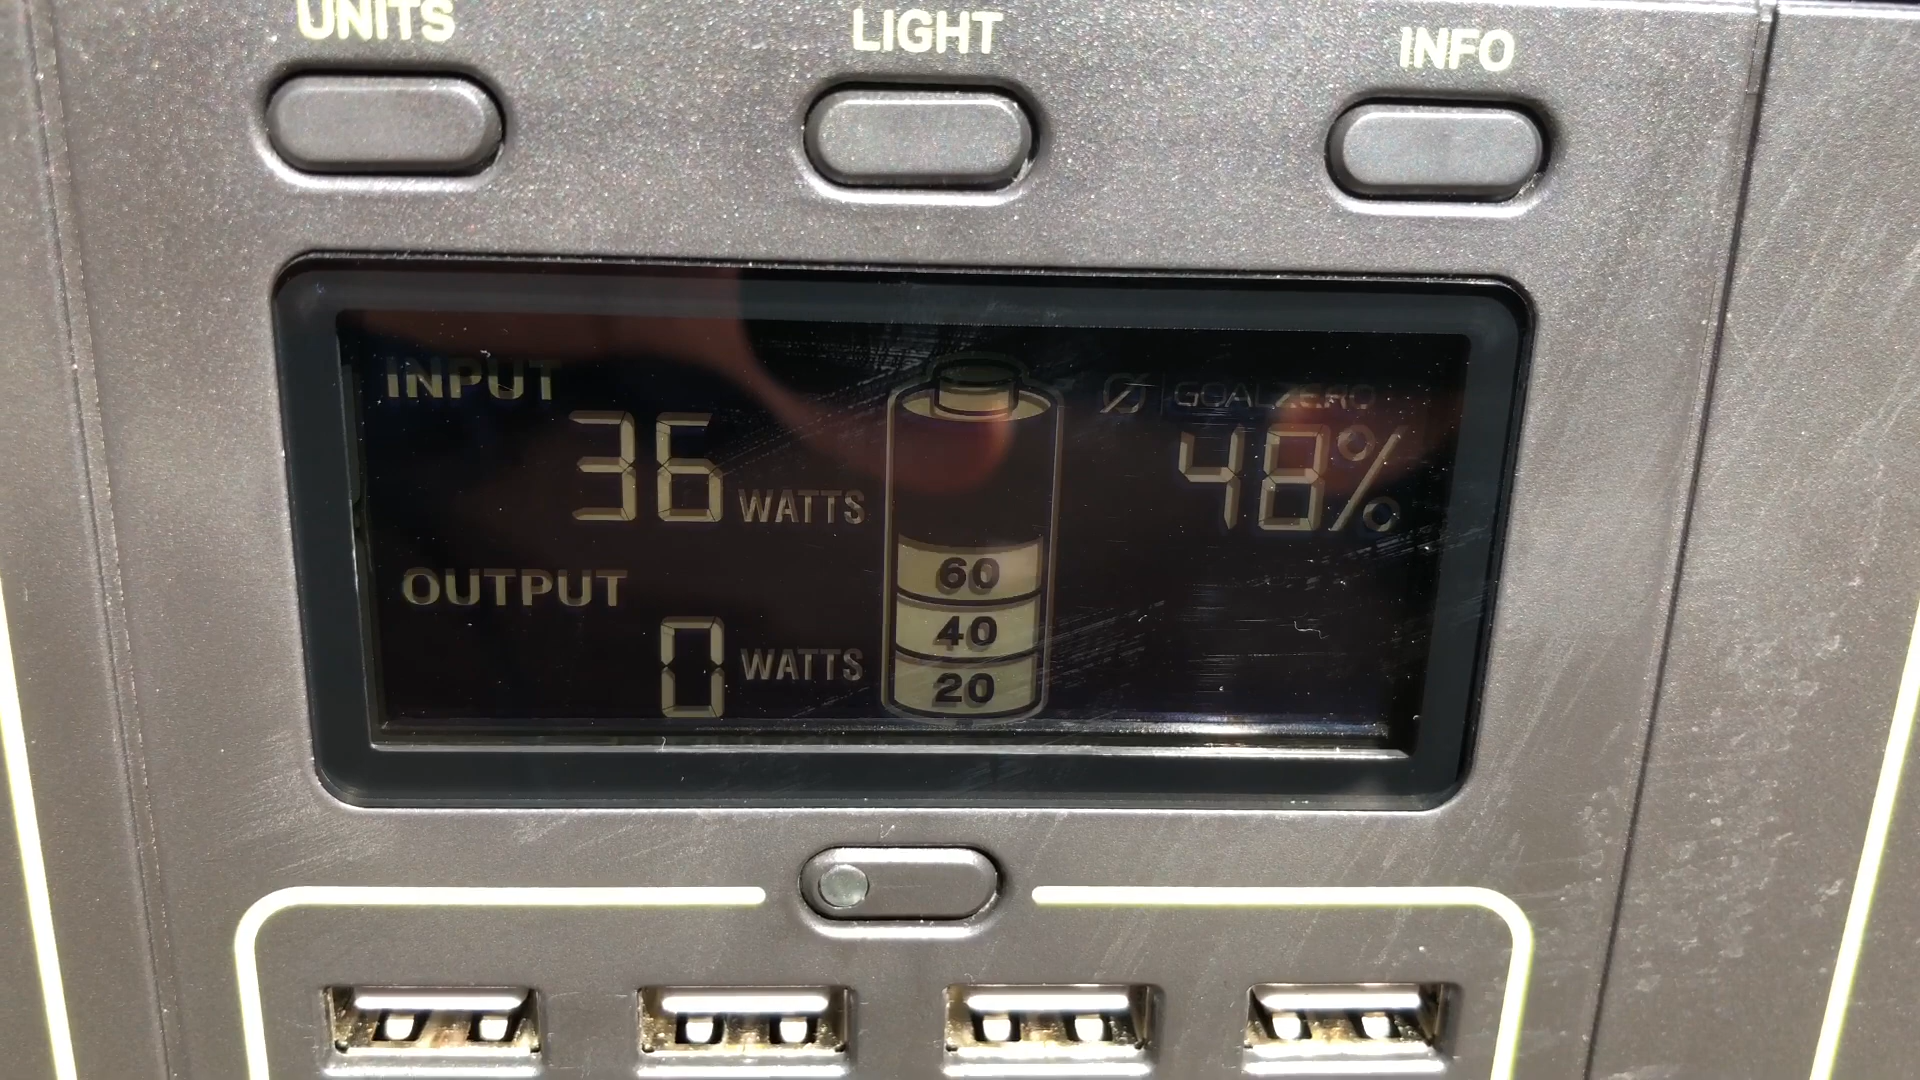 UNITS LIGHT INFO
INPUT
36 WATTS
OUTPUT
0 WATTS
60
40
20
GOALZERO
48%